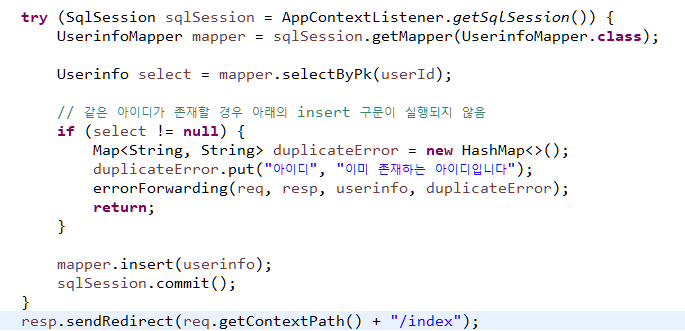 try (SqlSession sqlSession = AppContextListener.getSqlSession()) {
UserinfoMapper mapper = sqlSession.getMapper(UserinfoMapper.class);
Userinfo select = mapper.selectByPk(userId);
// 같은 아이디가 존재할 경우 아래의 insert 구문이 실행되지 않음
if (select != null) {
Map<String, String> duplicateError = new HashMap<>();
duplicateError.put("아이디", "이미 존재하는 아이디입니다");
errorForwarding(req, resp, userinfo, duplicateError);
return;
}
mapper.insert(userinfo);
sqlSession.commit();
}
resp.sendRedirect(req.getContextPath() + "/index");